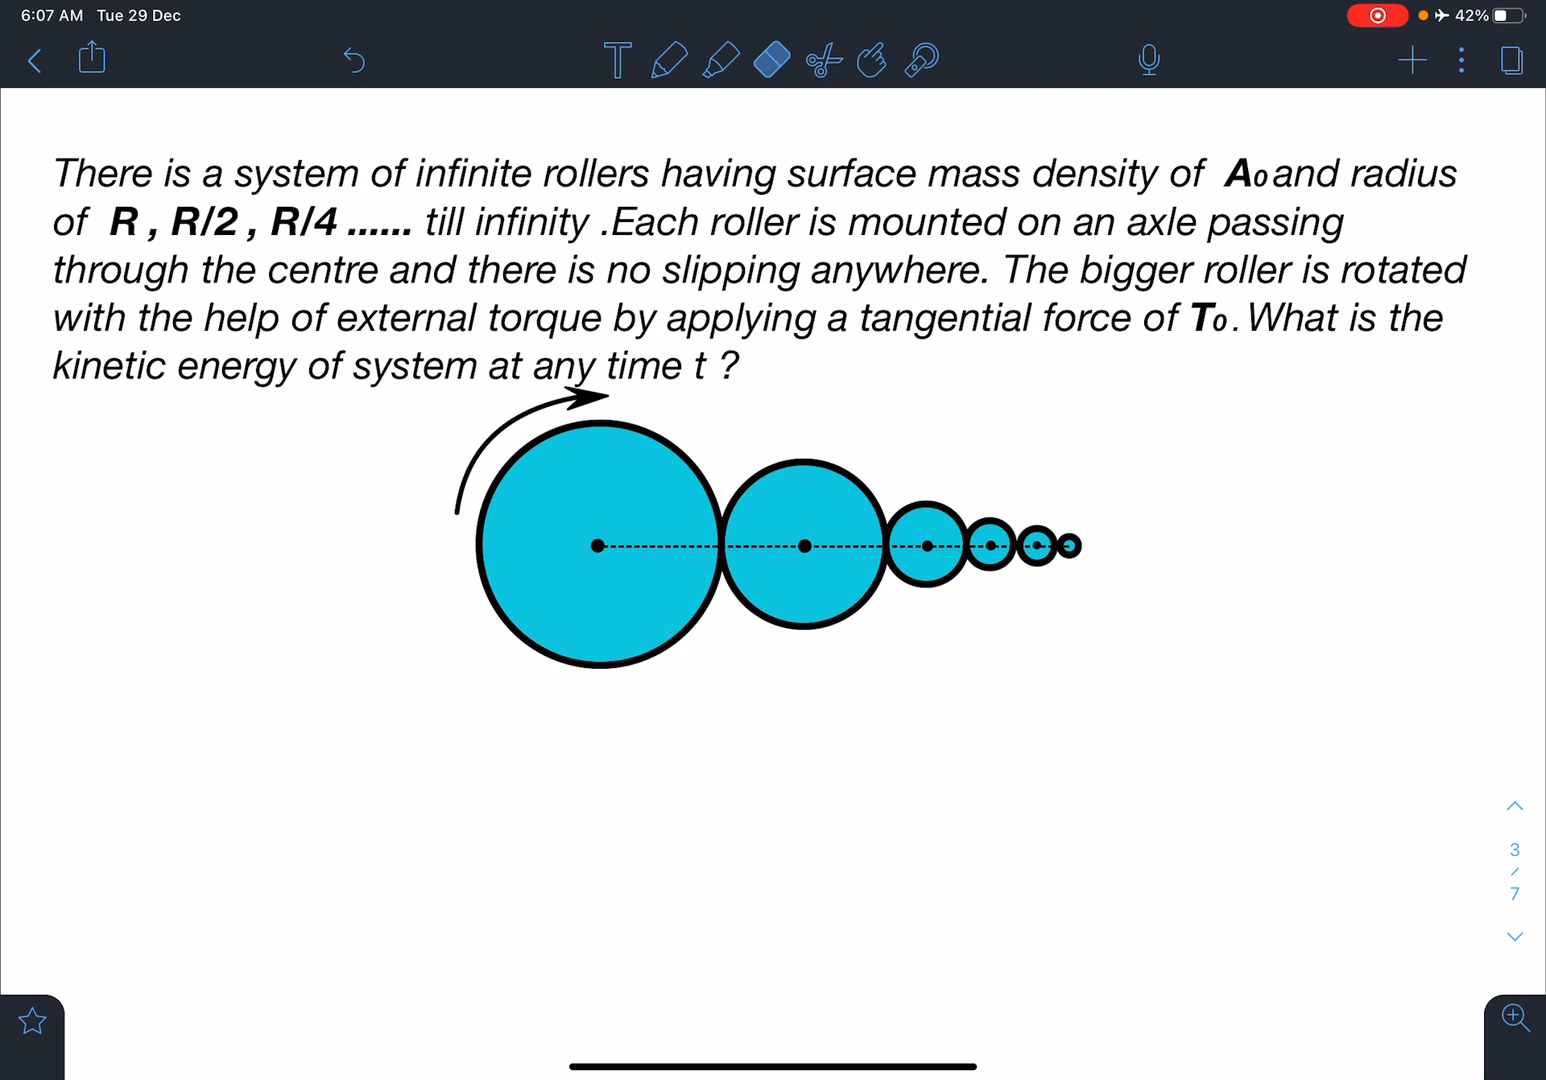 6:07 AM Tue 29 Dec
42%
T
There is a system of infinite rollers having surface mass density of A₀ and radius
of R , R/2 , R/4 ...... till infinity .Each roller is mounted on an axle passing
through the centre and there is no slipping anywhere. The bigger roller is rotated
with the help of external torque by applying a tangential force of T₀. What is the
kinetic energy of system at any time t ?
3
/
7